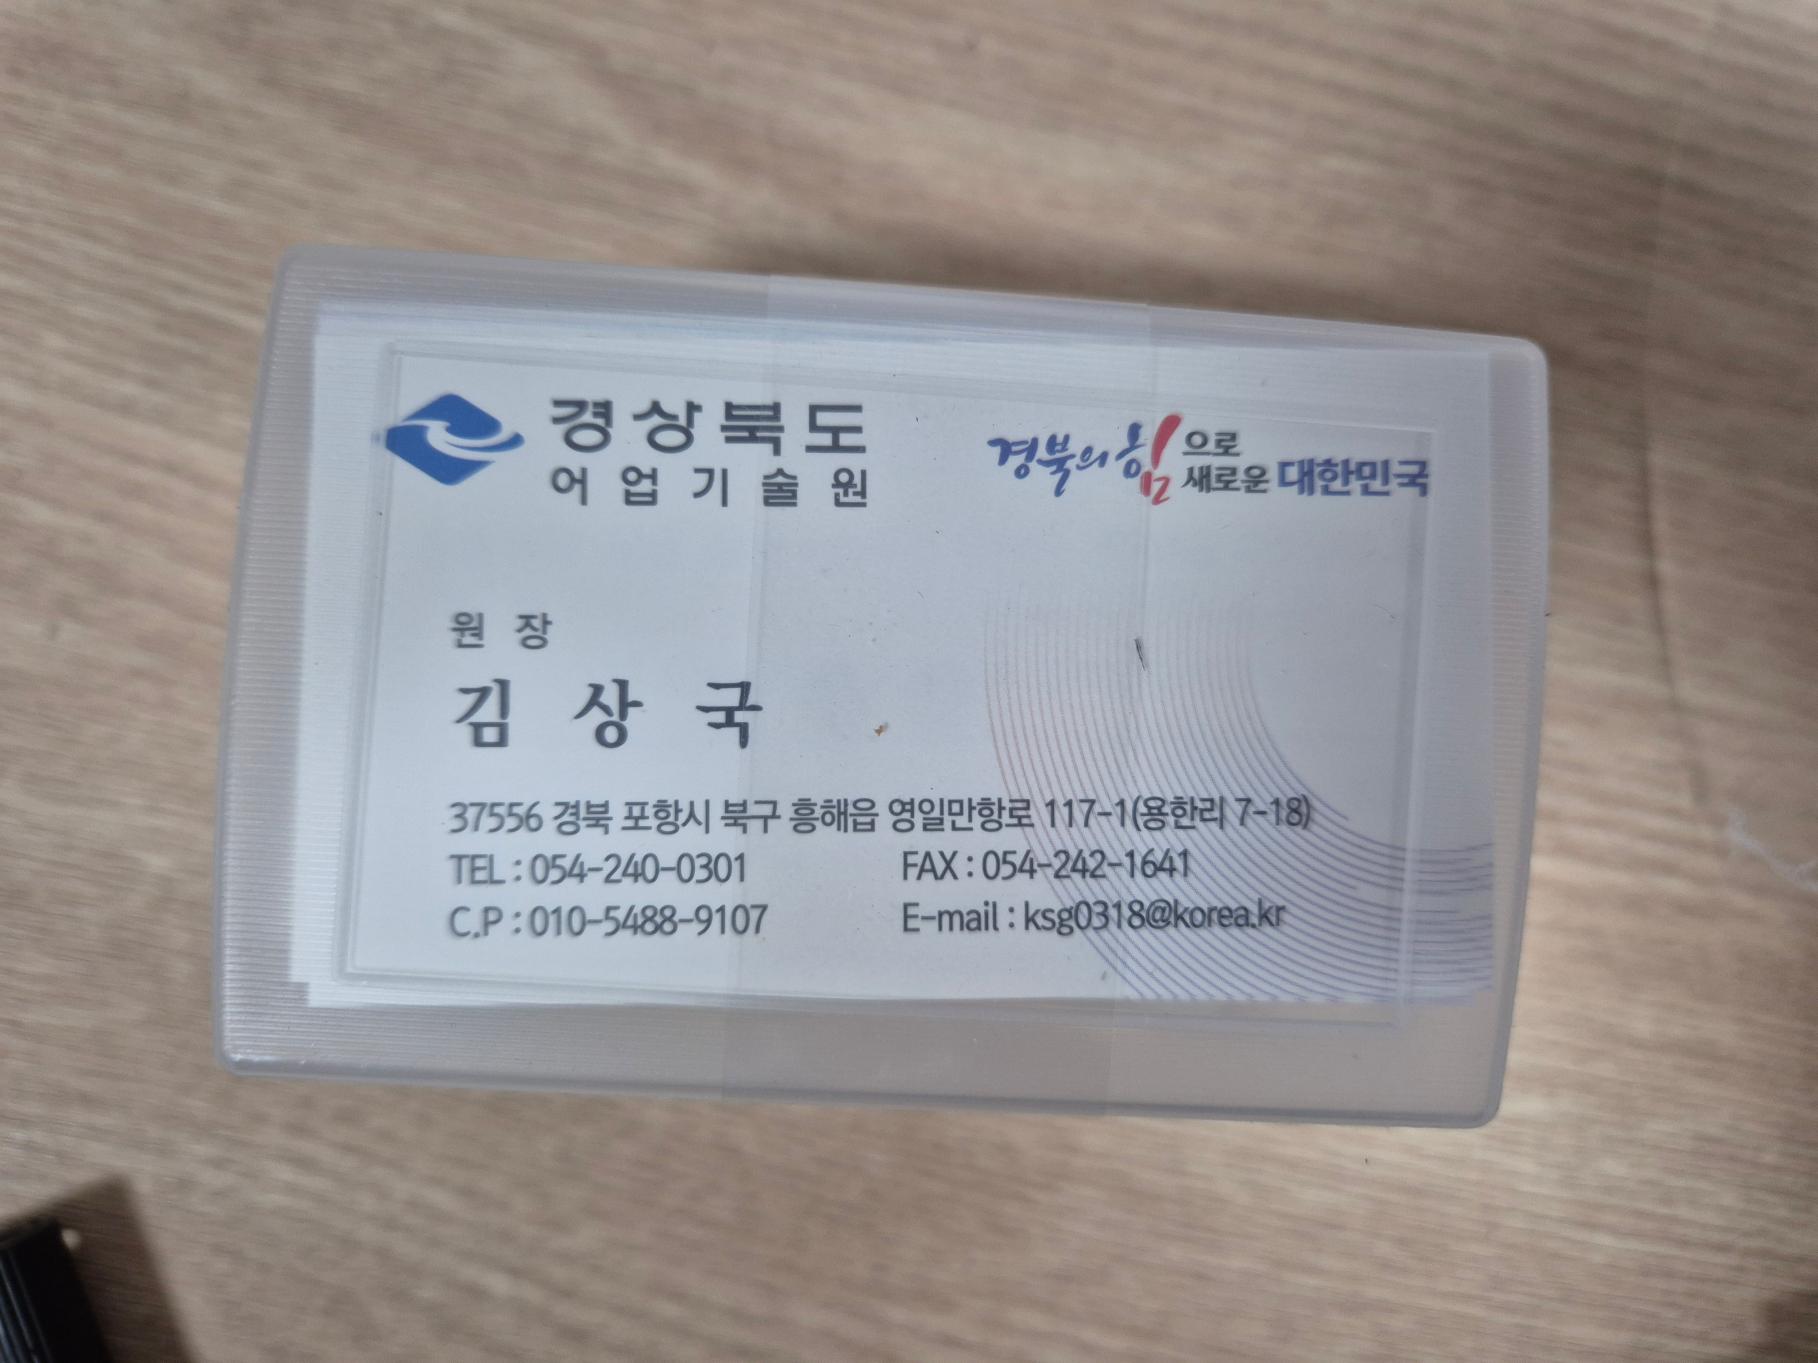 경상북도
어업기술원
경북의 힘으로
새로운 대한민국
원 장
김 상 국
37556 경북 포항시 북구 흥해읍 영일만항로 117-1(용한리 7-18)
TEL : 054-240-0301
FAX : 054-242-1641
C.P : 010-5488-9107
E-mail : ksg0318@korea.kr